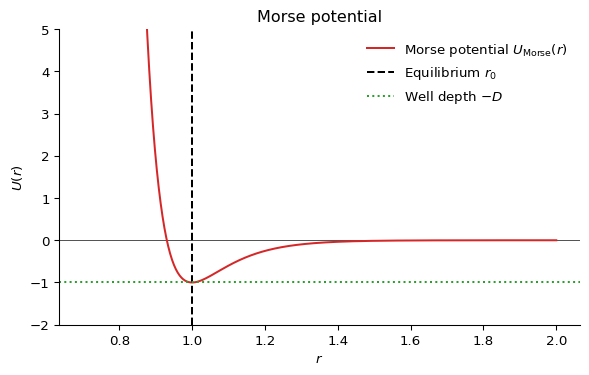 Morse potential
Morse potential U_Morse(r)
Equilibrium r₀
Well depth −D
U(r)
5
4
3
2
1
0
−1
−2
0.8
1.0
1.2
1.4
1.6
1.8
2.0
r